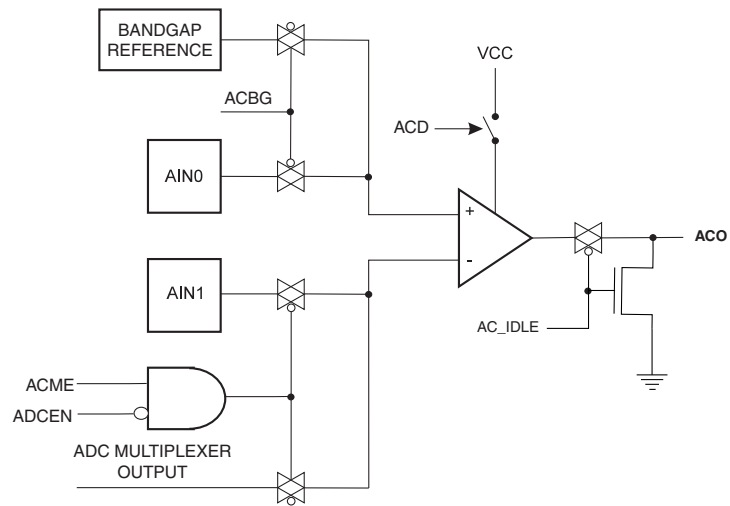 BANDGAP
REFERENCE
VCC
ACBG
ACD
AIN0
+
-
ACO
AIN1
AC_IDLE
ACME
ADCEN
ADC MULTIPLEXER
OUTPUT